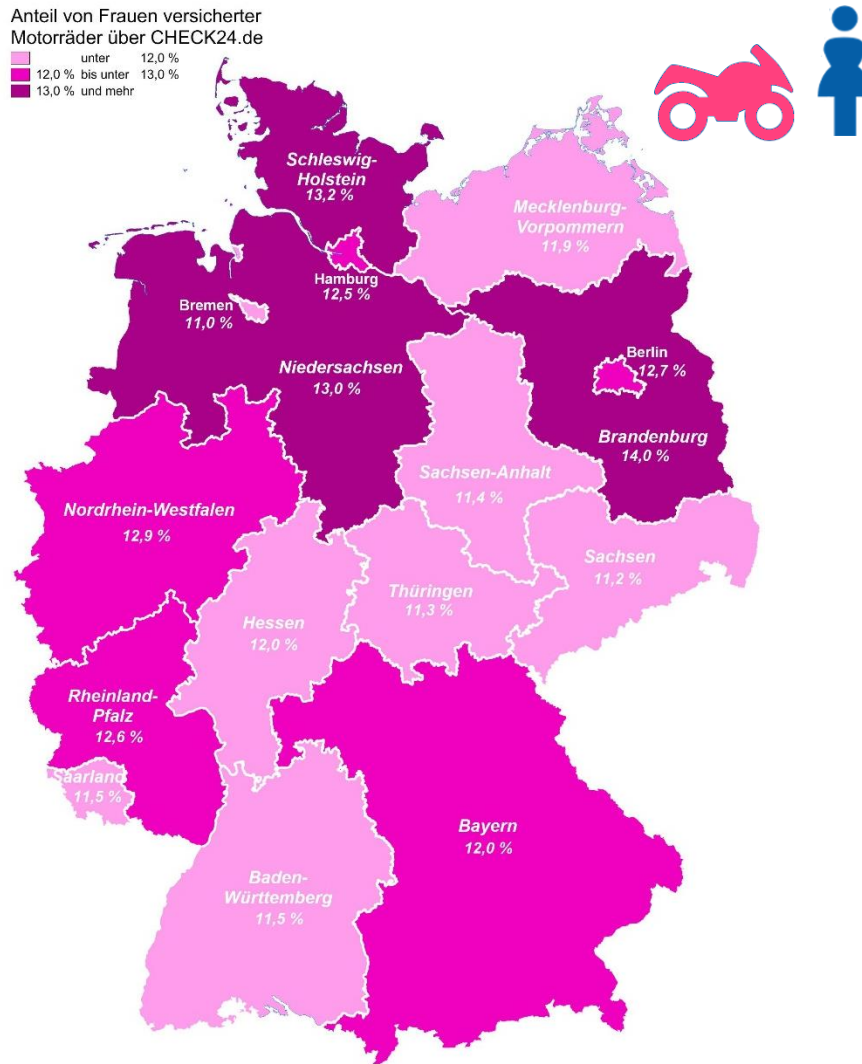 Anteil von Frauen versicherter
Motorräder über CHECK24.de
unter 12,0 %
12,0 % bis unter 13,0 %
13,0 % und mehr
Schleswig-
Holstein
13,2 %
Mecklenburg-
Vorpommern
11,9 %
Hamburg
12,5 %
Bremen
11,0 %
Niedersachsen
13,0 %
Berlin
12,7 %
Brandenburg
14,0 %
Sachsen-Anhalt
11,4 %
Nordrhein-Westfalen
12,9 %
Sachsen
11,2 %
Thüringen
11,3 %
Hessen
12,0 %
Rheinland-
Pfalz
12,6 %
Saarland
11,5 %
Bayern
12,0 %
Baden-
Württemberg
11,5 %